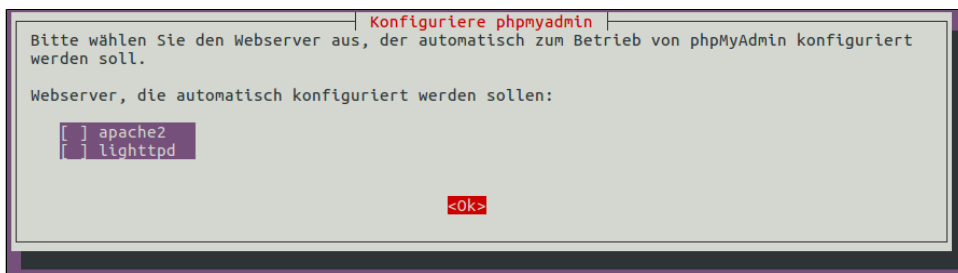 Konfiguriere phpmyadmin
Bitte wählen Sie den Webserver aus, der automatisch zum Betrieb von phpMyAdmin konfiguriert
werden soll.
Webserver, die automatisch konfiguriert werden sollen:
[ ] apache2
[ ] lighttpd
<Ok>